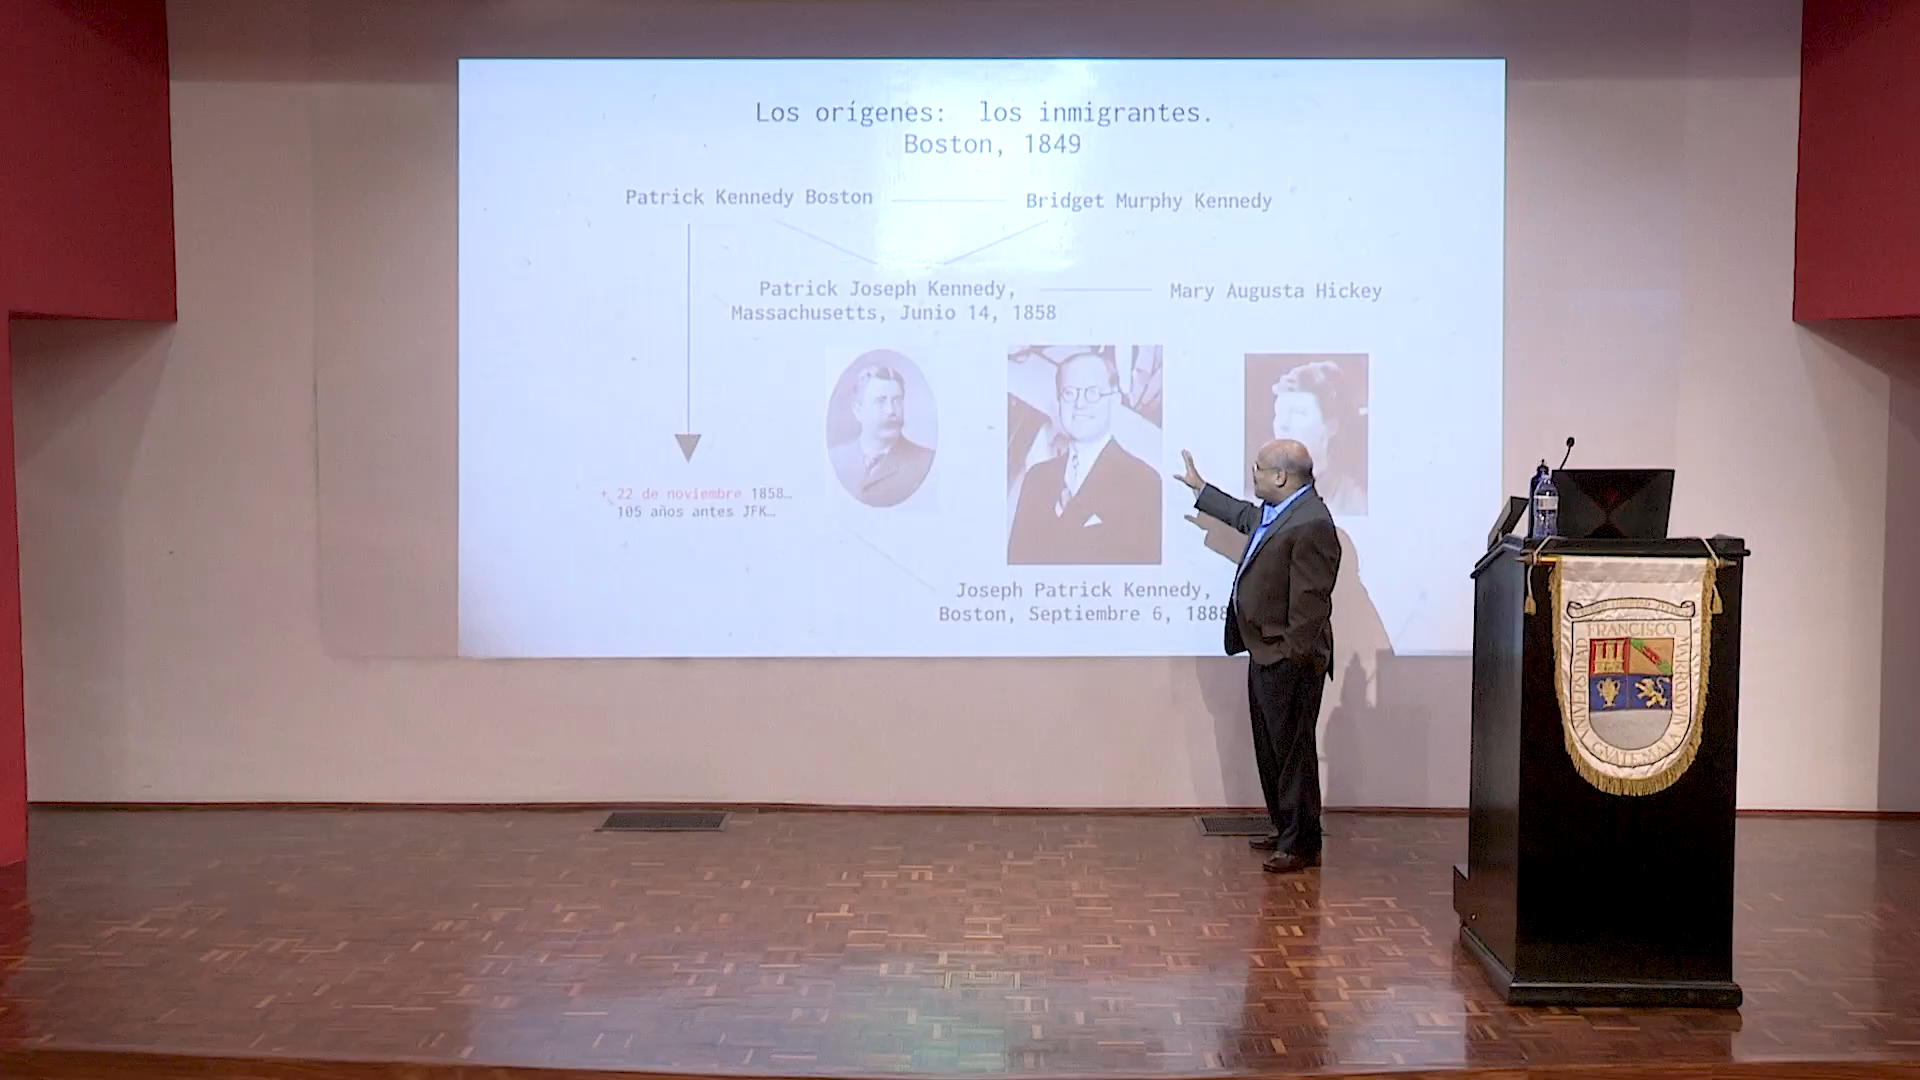 Los orígenes: los inmigrantes.
Boston, 1849
Patrick Kennedy Boston
Bridget Murphy Kennedy
Patrick Joseph Kennedy,
Massachusetts, Junio 14, 1858
Mary Augusta Hickey
+ 22 de noviembre 1858…
105 años antes JFK…
Joseph Patrick Kennedy,
Boston, Septiembre 6, 1888
UNIVERSIDAD FRANCISCO MARROQUIN
GVATEMALA